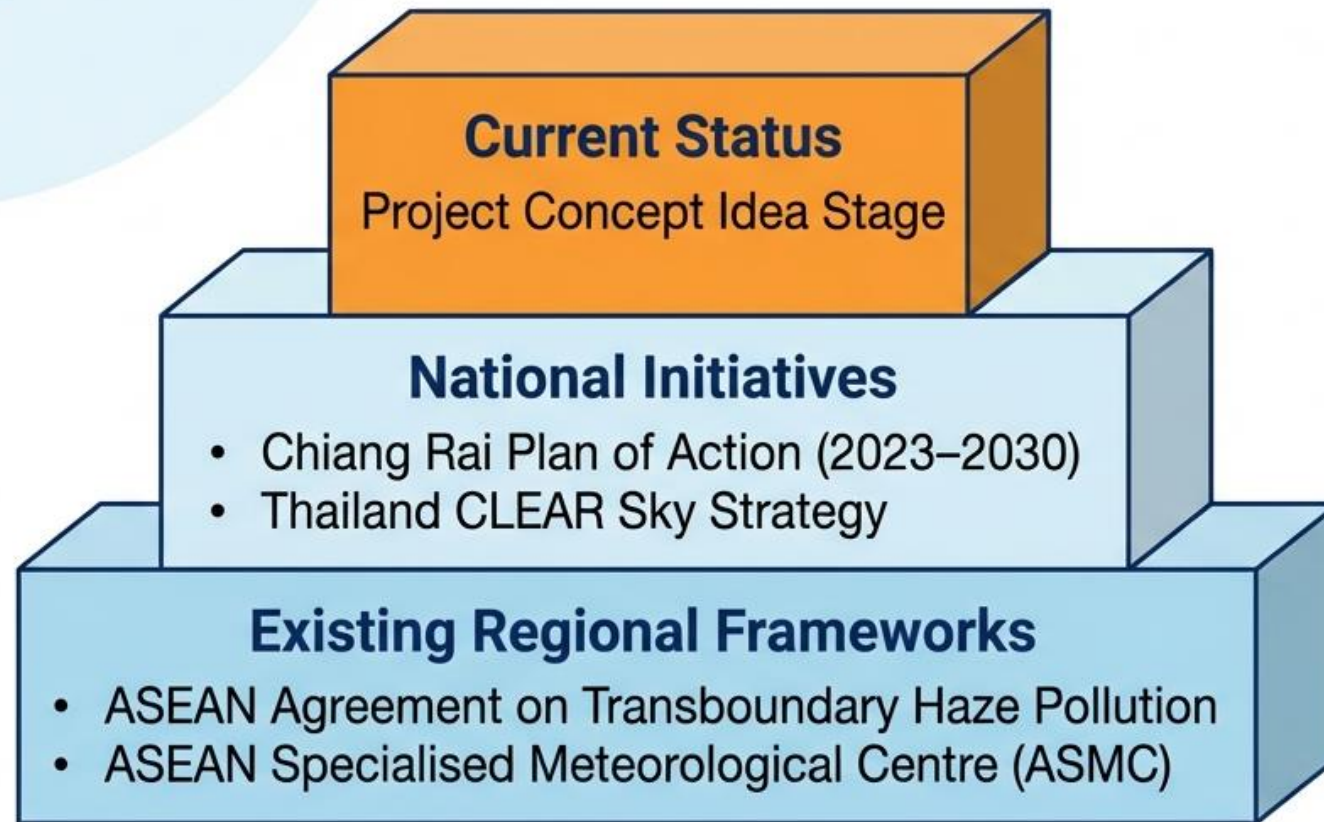 Current Status
Project Concept Idea Stage
National Initiatives
• Chiang Rai Plan of Action (2023–2030)
• Thailand CLEAR Sky Strategy
Existing Regional Frameworks
• ASEAN Agreement on Transboundary Haze Pollution
• ASEAN Specialised Meteorological Centre (ASMC)